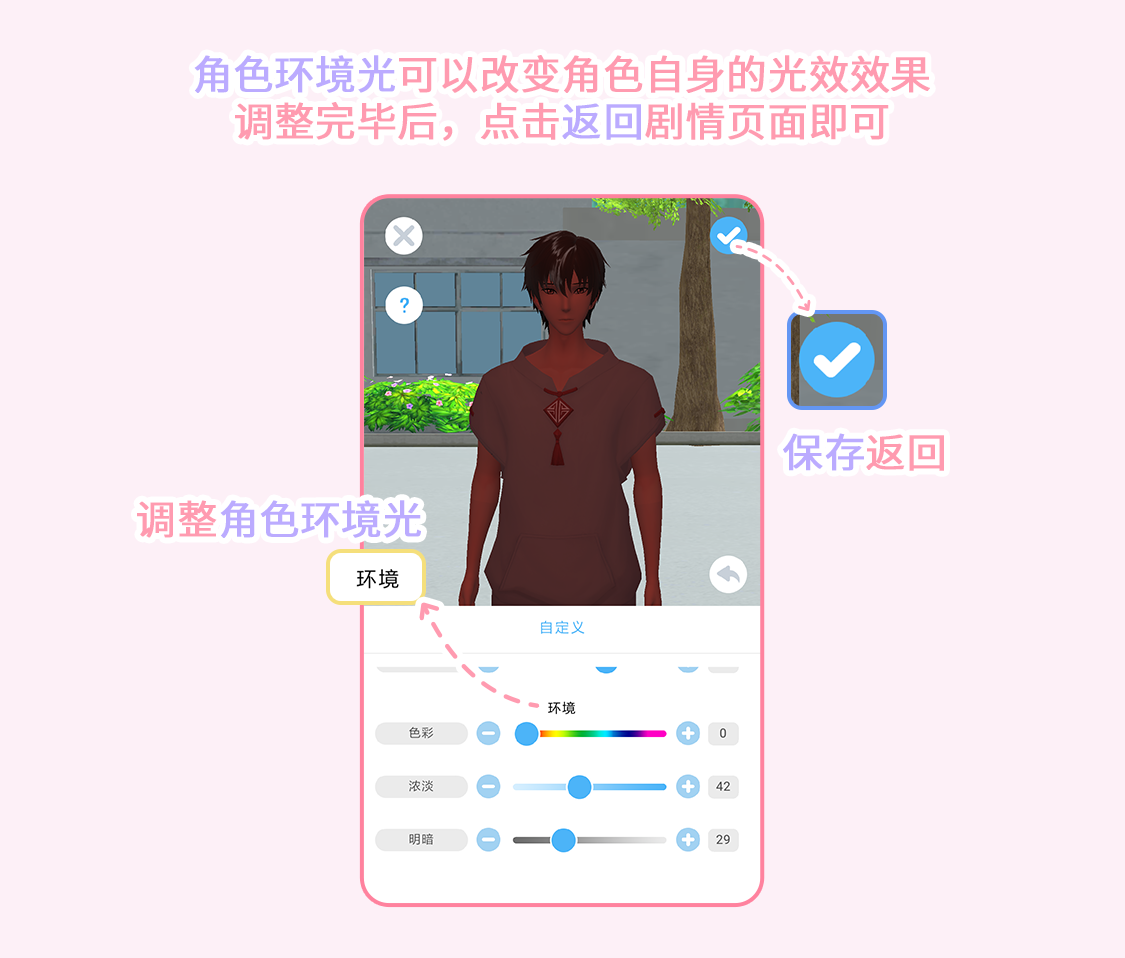 角色环境光可以改变角色自身的光效效果
调整完毕后，点击返回剧情页面即可
?
保存返回
调整角色环境光
环境
自定义
环境
色彩 0
浓淡 42
明暗 29